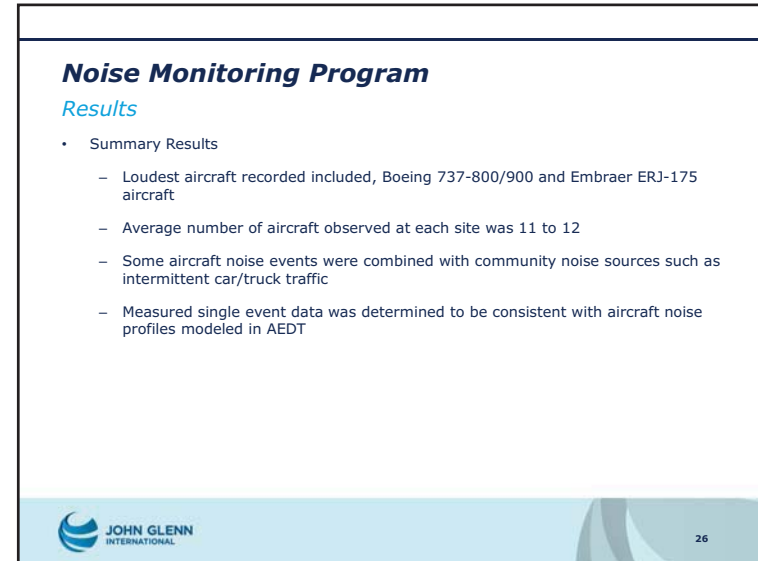 Noise Monitoring Program
Results
• Summary Results
– Loudest aircraft recorded included, Boeing 737-800/900 and Embraer ERJ-175
aircraft
– Average number of aircraft observed at each site was 11 to 12
– Some aircraft noise events were combined with community noise sources such as
intermittent car/truck traffic
– Measured single event data was determined to be consistent with aircraft noise
profiles modeled in AEDT
JOHN GLENN
INTERNATIONAL
26